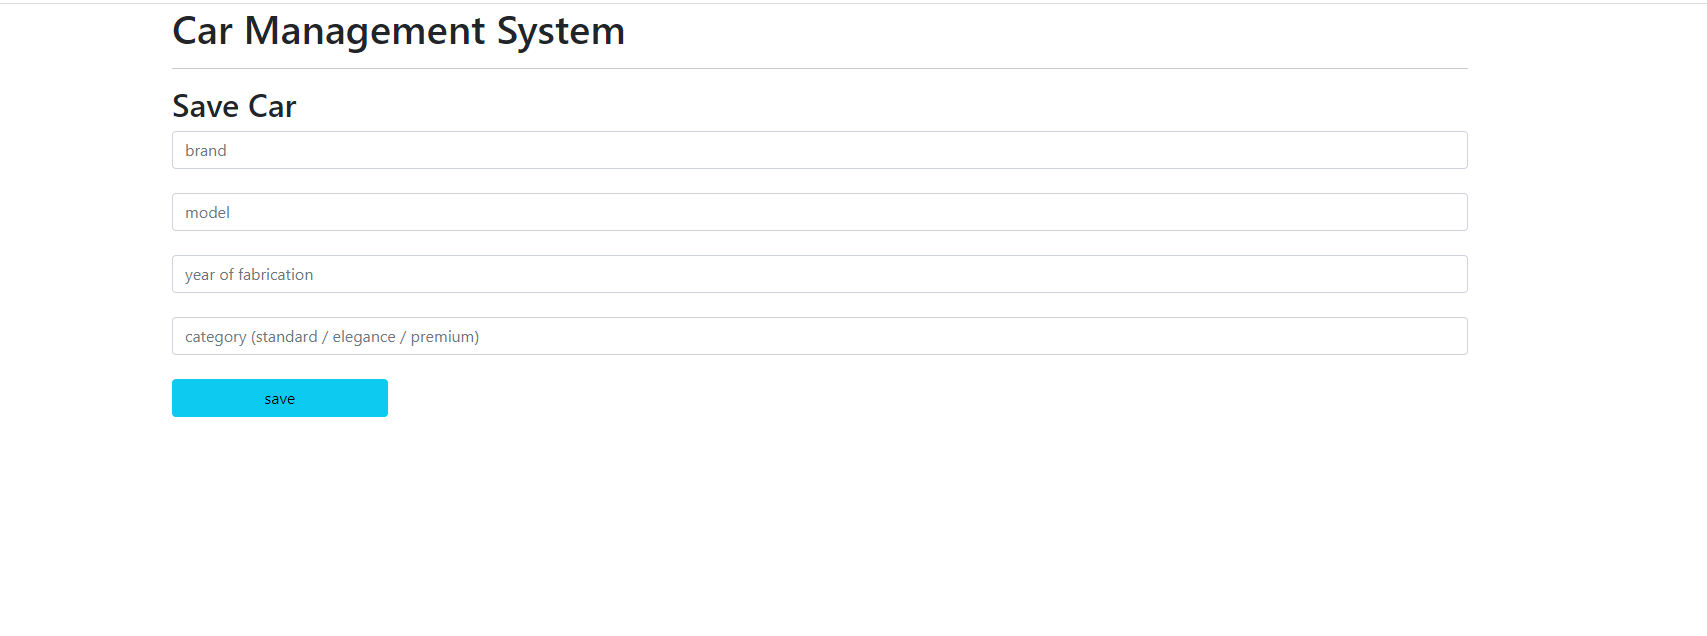 Car Management System
Save Car
brand
model
year of fabrication
category (standard / elegance / premium)
save